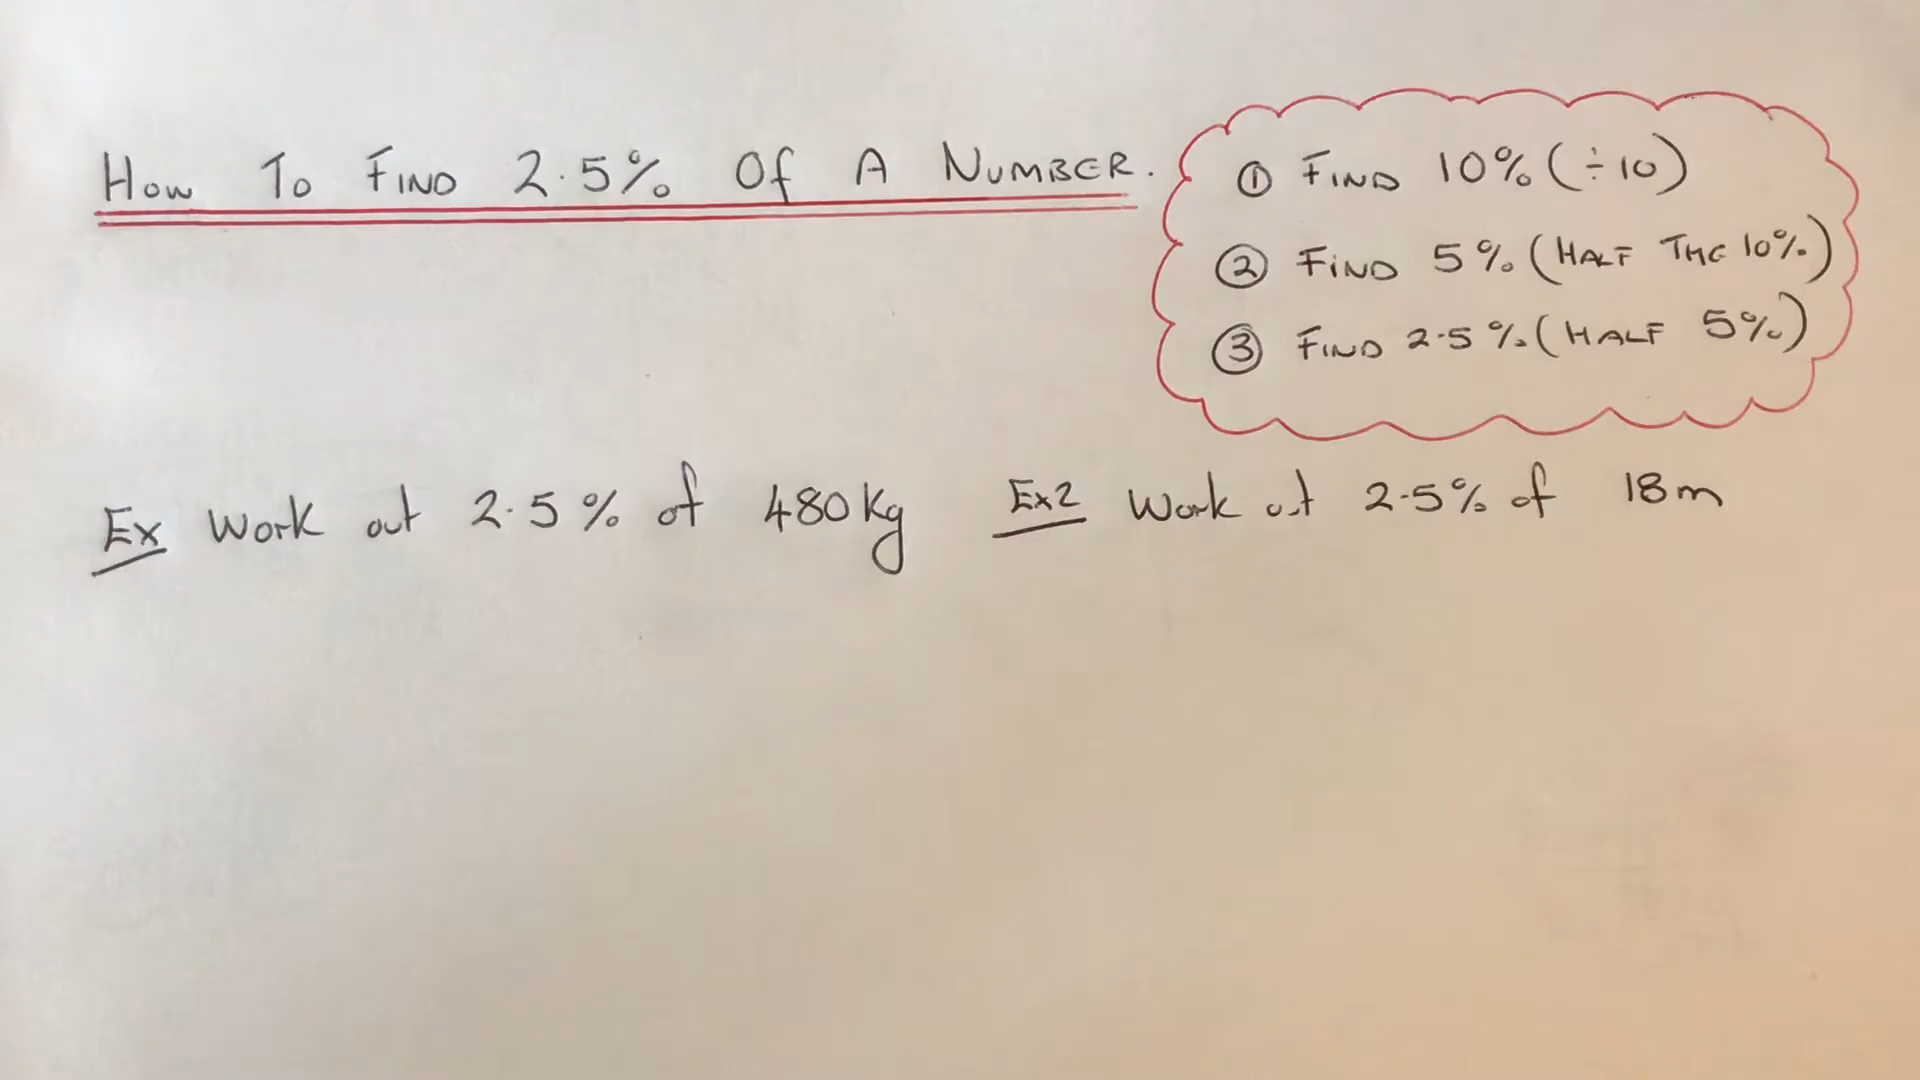 How To FIND 2.5% Of A NUMBER.
① FIND 10% (÷10)
② FIND 5% (HALF THE 10%)
③ FIND 2.5% (HALF 5%)
Ex Work out 2.5% of 480kg
Ex2 Work out 2.5% of 18m